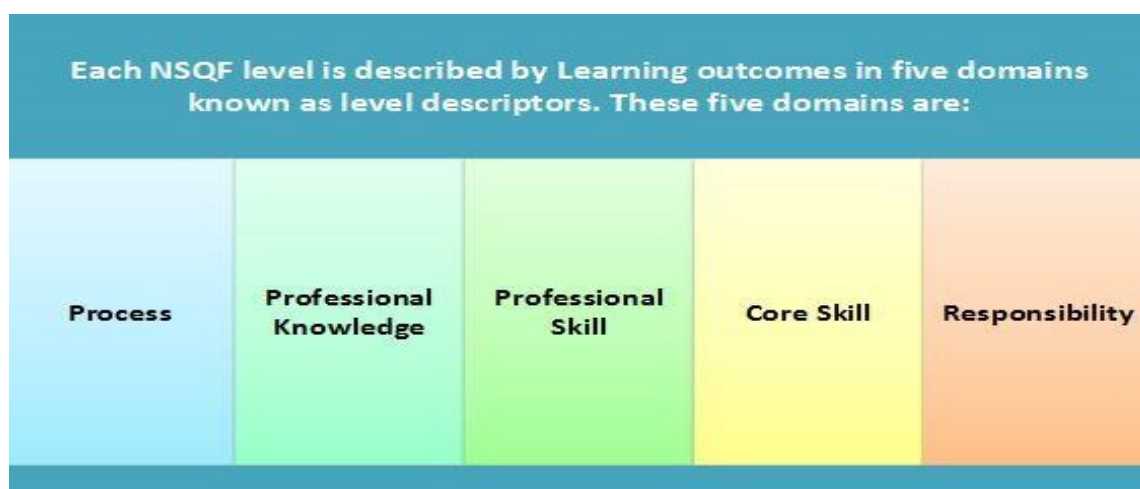 Each NSQF level is described by Learning outcomes in five domains
known as level descriptors. These five domains are:
Process
Professional
Knowledge
Professional
Skill
Core Skill
Responsibility